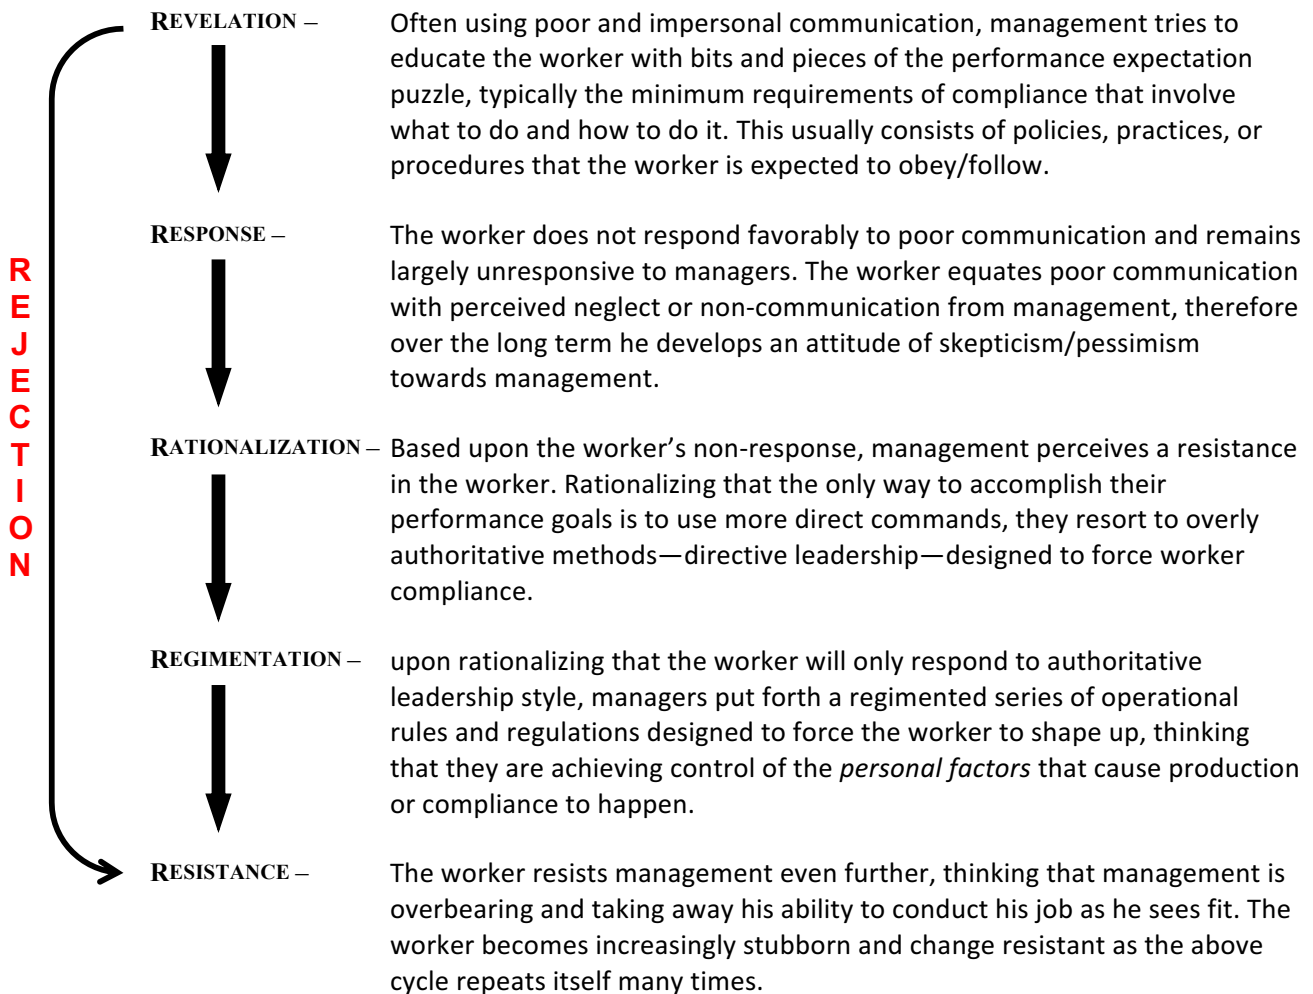 REVELATION – Often using poor and impersonal communication, management tries to
educate the worker with bits and pieces of the performance expectation
puzzle, typically the minimum requirements of compliance that involve
what to do and how to do it. This usually consists of policies, practices, or
procedures that the worker is expected to obey/follow.
RESPONSE – The worker does not respond favorably to poor communication and remains
largely unresponsive to managers. The worker equates poor communication
with perceived neglect or non-communication from management, therefore
over the long term he develops an attitude of skepticism/pessimism
towards management.
RATIONALIZATION – Based upon the worker’s non-response, management perceives a resistance
in the worker. Rationalizing that the only way to accomplish their
performance goals is to use more direct commands, they resort to overly
authoritative methods—directive leadership—designed to force worker
compliance.
REGIMENTATION – upon rationalizing that the worker will only respond to authoritative
leadership style, managers put forth a regimented series of operational
rules and regulations designed to force the worker to shape up, thinking
that they are achieving control of the personal factors that cause production
or compliance to happen.
RESISTANCE – The worker resists management even further, thinking that management is
overbearing and taking away his ability to conduct his job as he sees fit. The
worker becomes increasingly stubborn and change resistant as the above
cycle repeats itself many times.
REJECTION